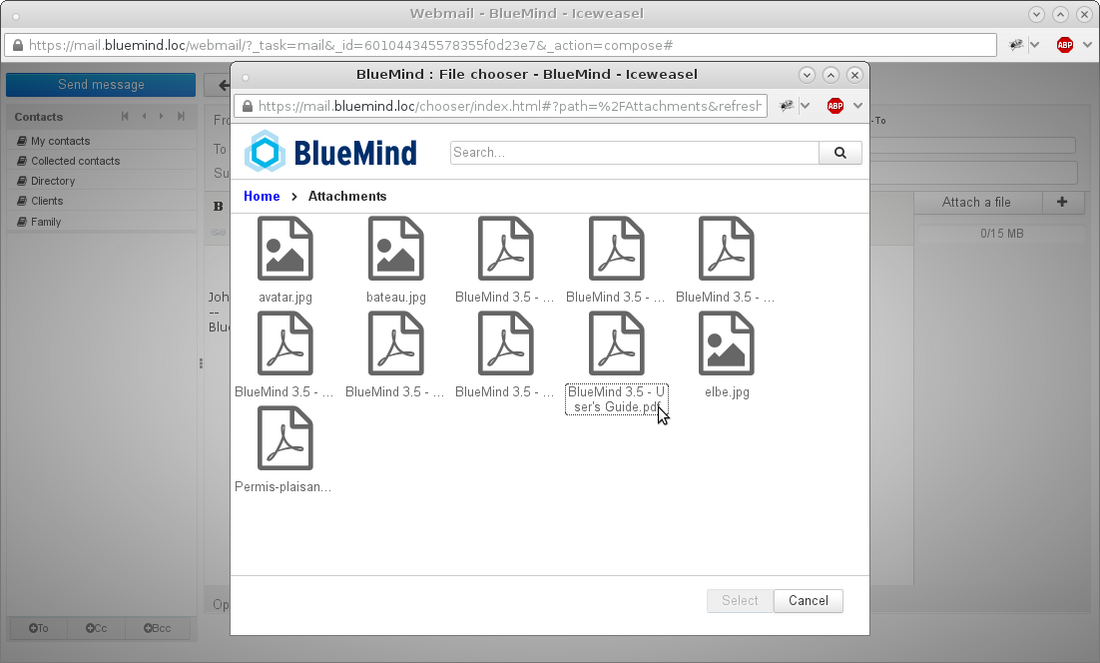 Webmail - BlueMind - Iceweasel
https://mail.bluemind.loc/webmail/?_task=mail&_id=601044345578355f0d23e7&_action=compose#
ABP
Send message
Contacts
My contacts
Collected contacts
Directory
Clients
Family
To
Cc
Bcc
Fro
To
Su
B
Joh
--
Blu
Op
-To
Attach a file
0/15 MB
BlueMind : File chooser - BlueMind - Iceweasel
https://mail.bluemind.loc/chooser/index.html#?path=%2FAttachments&refresh
ABP
BlueMind
Search...
Home > Attachments
avatar.jpg
bateau.jpg
BlueMind 3.5 - ...
BlueMind 3.5 - ...
BlueMind 3.5 - ...
BlueMind 3.5 - ...
BlueMind 3.5 - ...
BlueMind 3.5 - ...
BlueMind 3.5 - U
ser's Guide.pdf
elbe.jpg
Permis-plaisan...
Select
Cancel